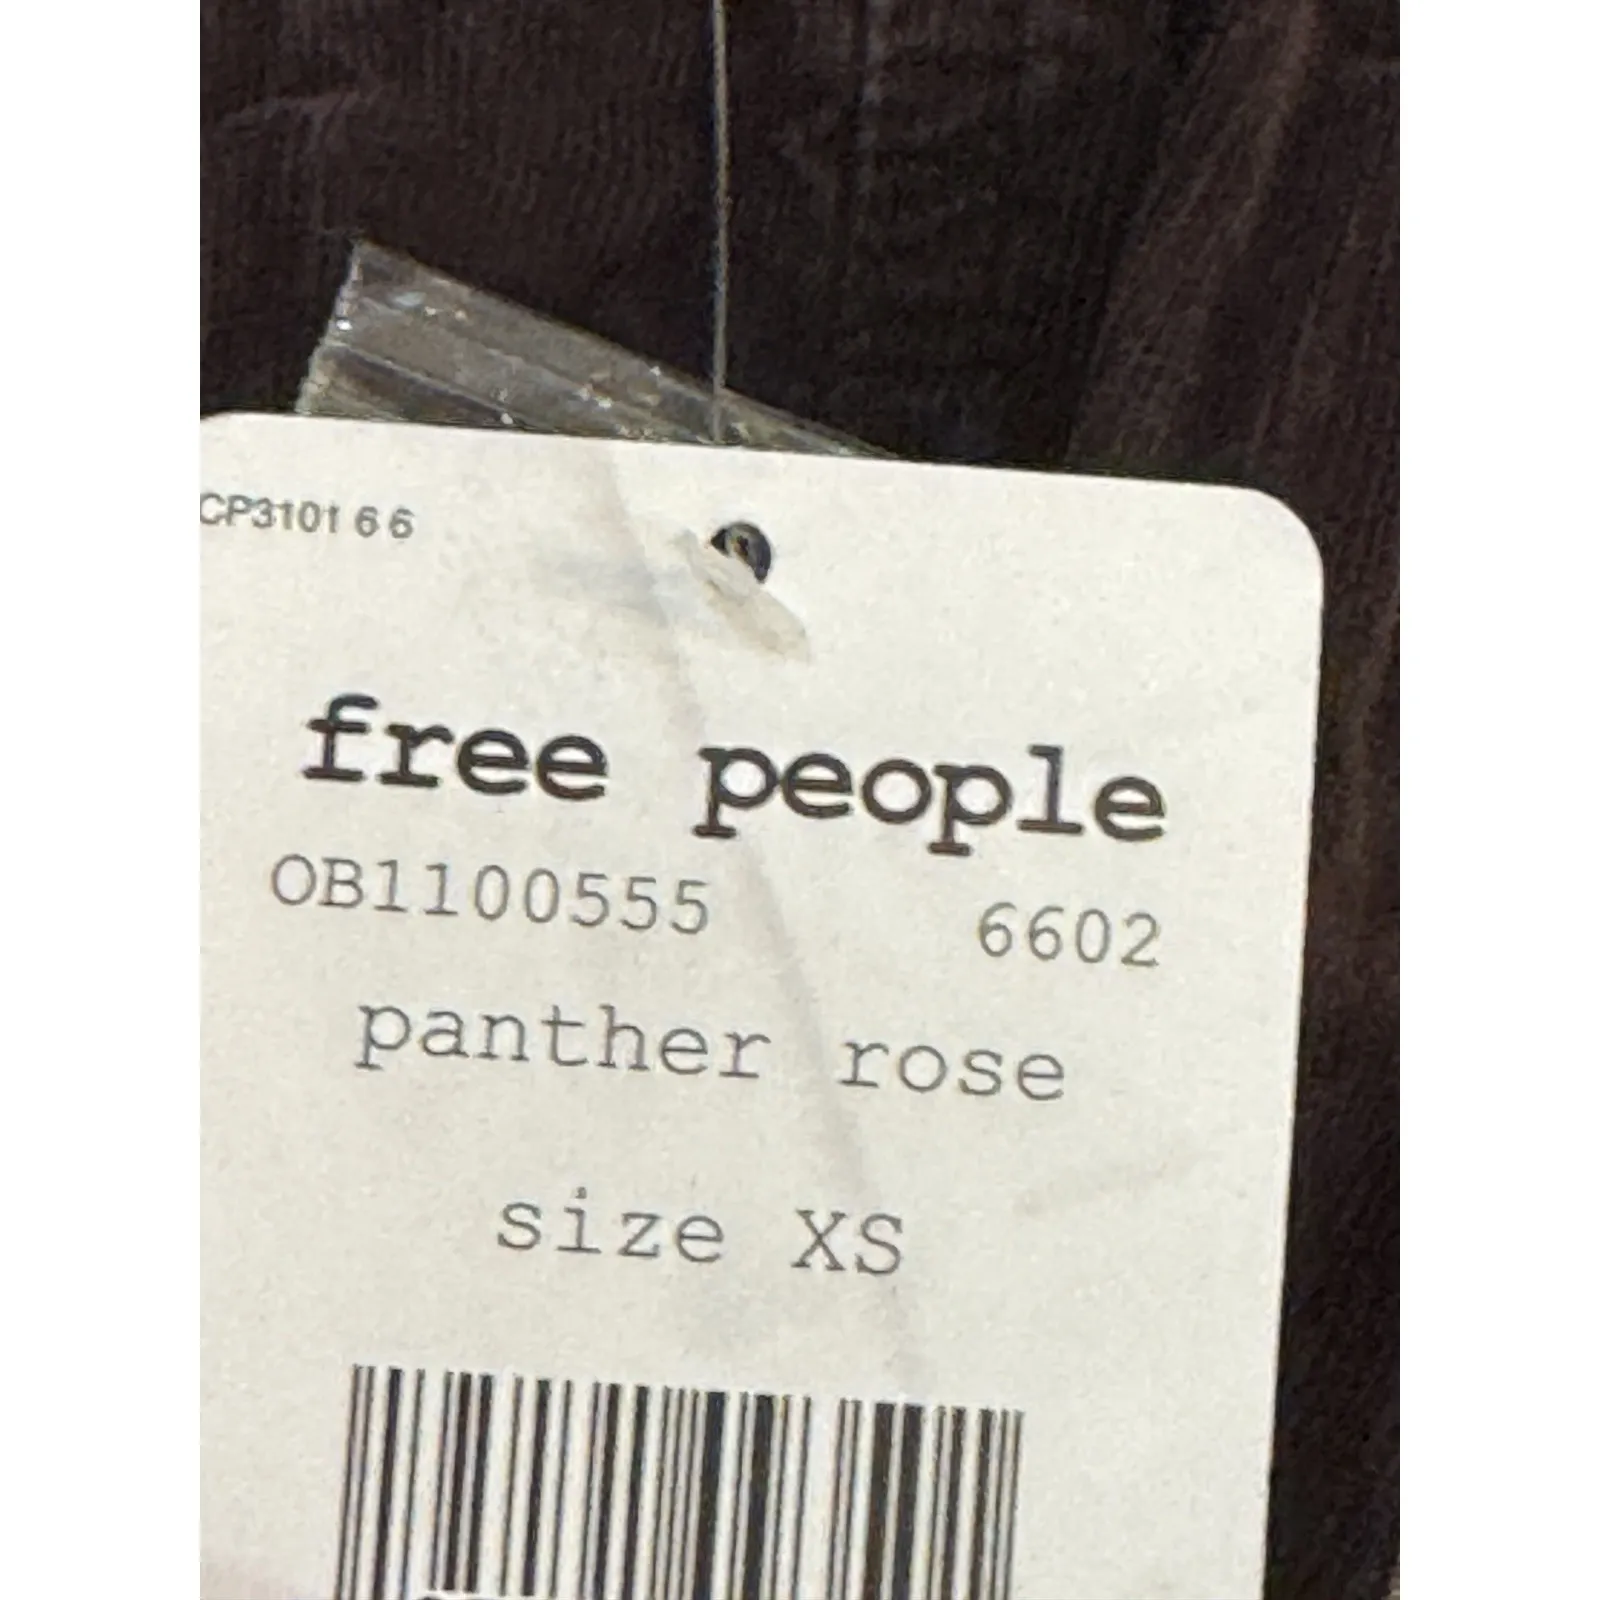 CP3101 6 6
free people
OB1100555 6602
panther rose
size XS